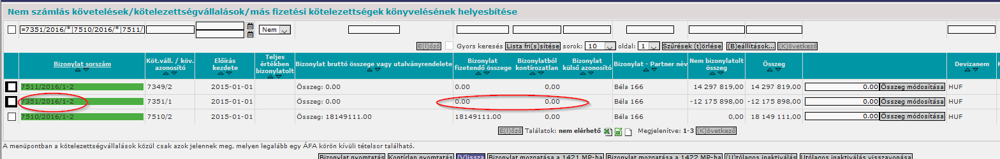 Nem számlás követelések/kötelezettségvállalások/más fizetési kötelezettségek könyvelésének helyesbítése
=7351/2016/*|7510/2016/*|7511/ Nem
E(l)őző Gyors keresés Lista fri(s)sítése sorok: 10 oldal: 1 Szűrések (t)örlése (B)eállítások... (K)övetkező
Bizonylat sorszám Köt.váll. / köv. azonosító Előírás kezdete Teljes értékben bizonylatolt Bizonylat bruttó összege vagy utalványrendelete Bizonylat fizetendő összege Bizonylatból kontírozatlan Bizonylat külső azonosító Bizonylat - Partner név Nem bizonylatolt összeg Összeg Devizanem
7511/2016/1-2 7349/2 2015-01-01 Összeg: 0.00 0.00 0,00 Béla 166 14 297 819,00 14 297 819,00 0.00 Összeg módosítása HUF
7351/2016/1-2 7351/1 2015-01-01 Összeg: 0.00 0.00 0,00 Béla 166 -12 175 898,00 -12 175 898,00 0.00 Összeg módosítása HUF
7510/2016/1-2 7510/2 2015-01-01 Összeg: 18149111.00 18149111.00 0,00 Béla 166 0,00 18 149 111,00 0.00 Összeg módosítása HUF
E(l)őző Találatok: nem elérhető Megjelenítve: 1-3 (K)övetkező
A menüpontban a kötelezettségvállalások közül csak azok jelennek meg, melyen legalább egy ÁFA körön kívüli tételsor található.
Bizonylat nyomtatás Kontírlap nyomtatás (V)issza Bizonylat mozgatása a 1421 MP-ba Bizonylat mozgatása a 1422 MP-ba (U)tólagos inaktiválás Utólagos inaktiválás visszavonása